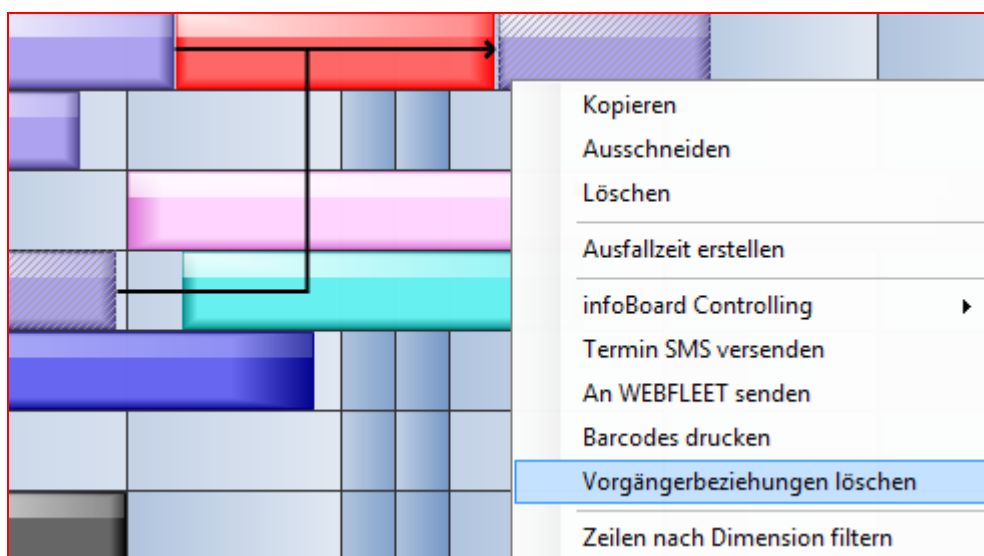 Kopieren
Ausschneiden
Löschen
Ausfallzeit erstellen
infoBoard Controlling
Termin SMS versenden
An WEBFLEET senden
Barcodes drucken
Vorgängerbeziehungen löschen
Zeilen nach Dimension filtern